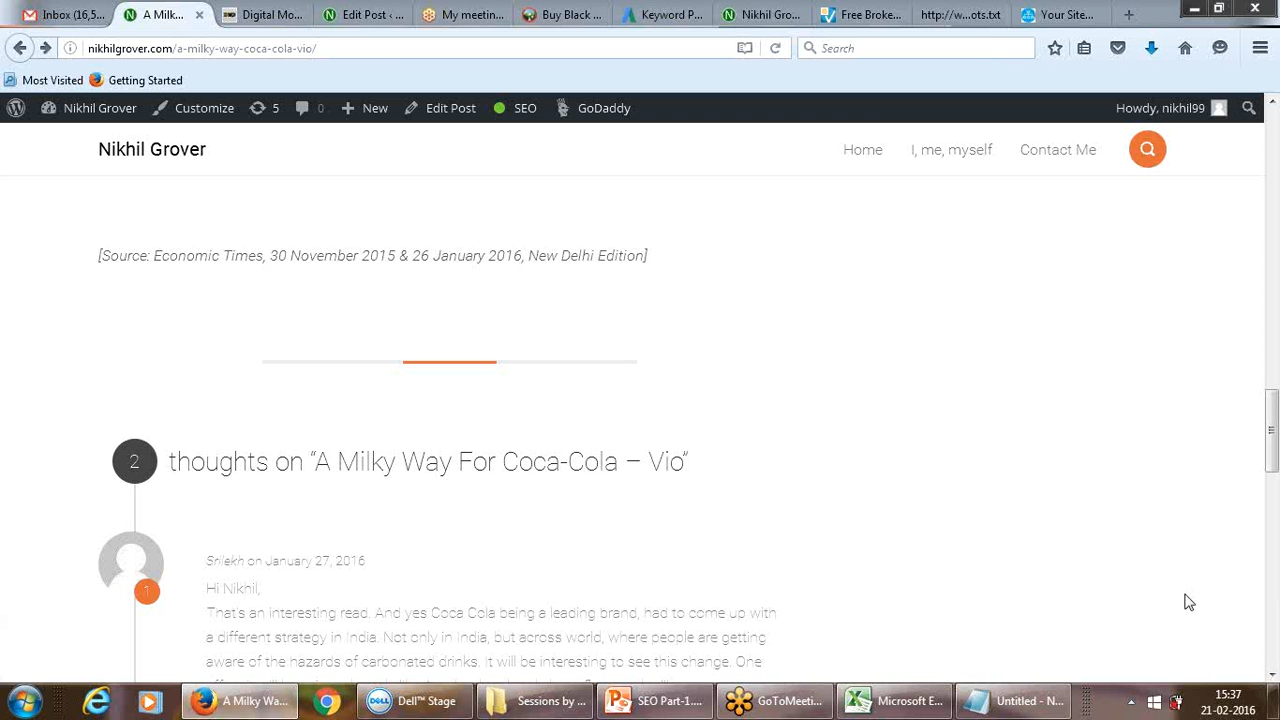 Inbox (16,5...
A Milk...
Digital Mo...
Edit Post ‹ ...
My meetin...
Buy Black ...
Keyword P...
Nikhil Gro...
Free Broke...
http://w...ots.txt
Your Site...
nikhilgrover.com/a-milky-way-coca-cola-vio/
Search
Most Visited
Getting Started
Nikhil Grover
Customize
5
0
New
Edit Post
SEO
GoDaddy
Howdy, nikhil99
Nikhil Grover
Home
I, me, myself
Contact Me
[Source: Economic Times, 30 November 2015 & 26 January 2016, New Delhi Edition]
2
thoughts on “A Milky Way For Coca-Cola – Vio”
Srilekh on January 27, 2016
1
Hi Nikhil,
That's an interesting read. And yes Coca Cola being a leading brand, had to come up with
a different strategy in India. Not only in India, but across world, where people are getting
aware of the hazards of carbonated drinks. It will be interesting to see this change. One
A Milky Wa...
Dell™ Stage
Sessions by ...
SEO Part-1....
GoToMeeti...
Microsoft E...
Untitled - N...
15:37
21-02-2016